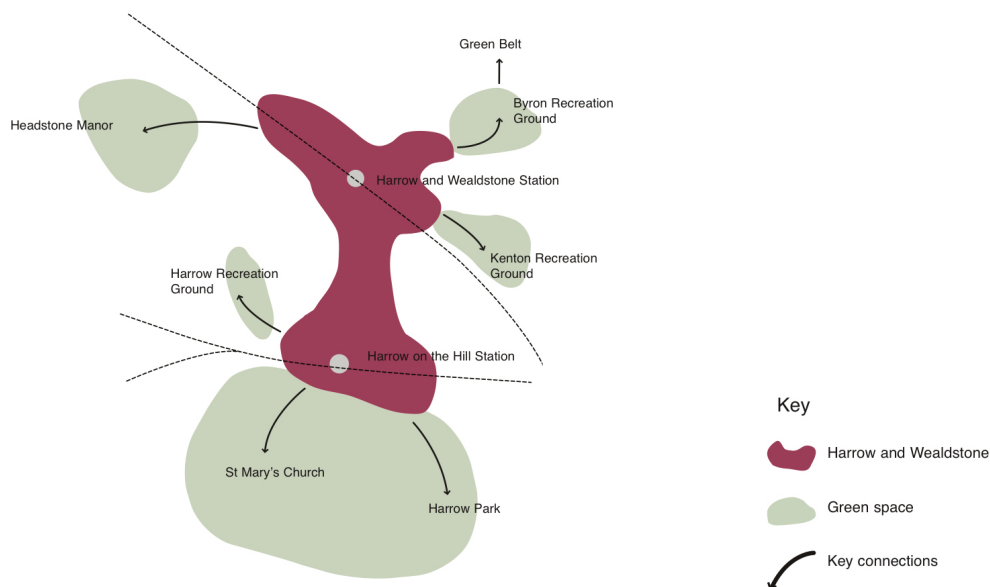 Green Belt
Byron Recreation
Ground
Headstone Manor
Harrow and Wealdstone Station
Kenton Recreation
Ground
Harrow Recreation
Ground
Harrow on the Hill Station
St Mary's Church
Harrow Park
Key
Harrow and Wealdstone
Green space
Key connections